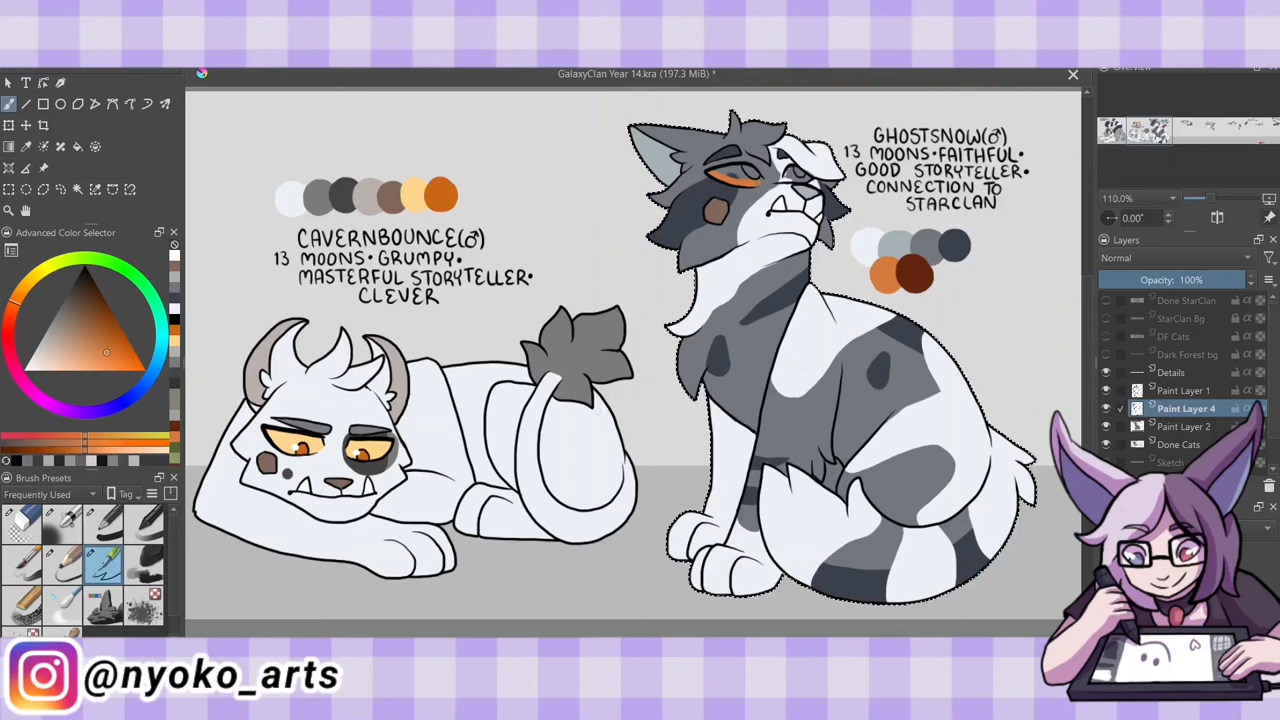 GalaxyClan Year 14.kra (197.3 MiB) *
Advanced Color Selector
Brush Presets
Frequently Used
Tag
CAVERNBOUNCE(♂)
13 MOONS•GRUMPY•
MASTERFUL STORYTELLER•
CLEVER
GHOSTSNOW(♂)
13 MOONS•FAITHFUL•
GOOD STORYTELLER•
CONNECTION TO
STARCLAN
110.0%
0.00°
Layers
Normal
Opacity: 100%
Done StarClan
StarClan Bg
DF Cats
Dark Forest bg
Details
Paint Layer 1
Paint Layer 4
Paint Layer 2
Done Cats
Sketch
@nyoko_arts